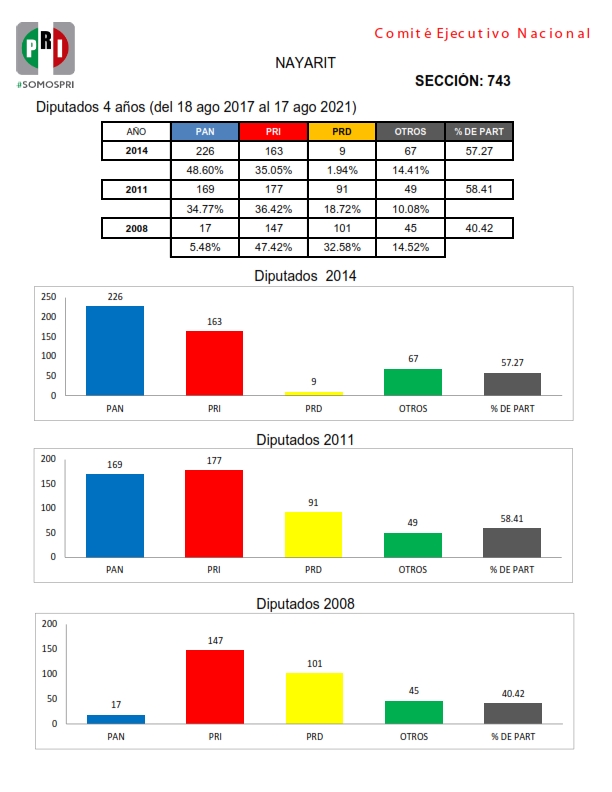 PRI
#SOMOSPRI
Comité Ejecutivo Nacional
NAYARIT
SECCIÓN: 743
Diputados 4 años (del 18 ago 2017 al 17 ago 2021)
AÑO PAN PRI PRD OTROS % DE PART
2014 226 163 9 67 57.27
48.60% 35.05% 1.94% 14.41%
2011 169 177 91 49 58.41
34.77% 36.42% 18.72% 10.08%
2008 17 147 101 45 40.42
5.48% 47.42% 32.58% 14.52%
Diputados 2014
250
200
150
100
50
0
226
163
9
67
57.27
PAN PRI PRD OTROS % DE PART
Diputados 2011
200
150
100
50
0
169
177
91
49
58.41
PAN PRI PRD OTROS % DE PART
Diputados 2008
200
150
100
50
0
17
147
101
45
40.42
PAN PRI PRD OTROS % DE PART